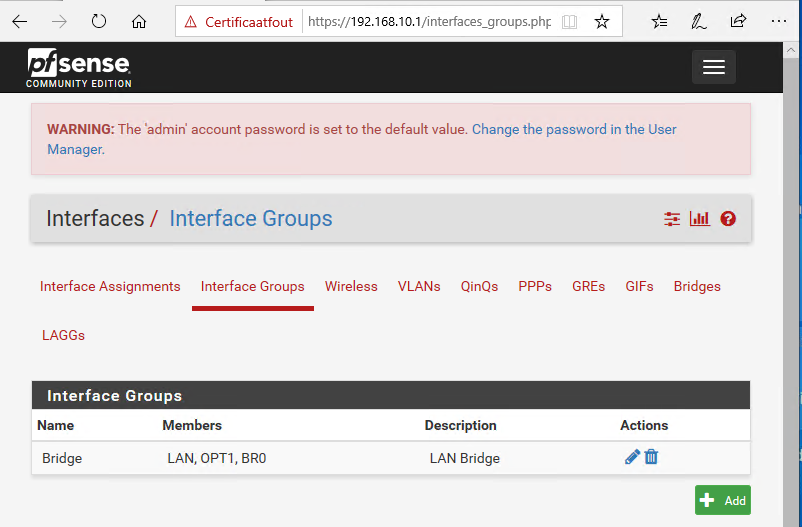 Certificaatfout https://192.168.10.1/interfaces_groups.php
pfsense
COMMUNITY EDITION
WARNING: The 'admin' account password is set to the default value. Change the password in the User
Manager.
Interfaces / Interface Groups
Interface Assignments Interface Groups Wireless VLANs QinQs PPPs GREs GIFs Bridges
LAGGs
Interface Groups
Name Members Description Actions
Bridge LAN, OPT1, BR0 LAN Bridge
Add